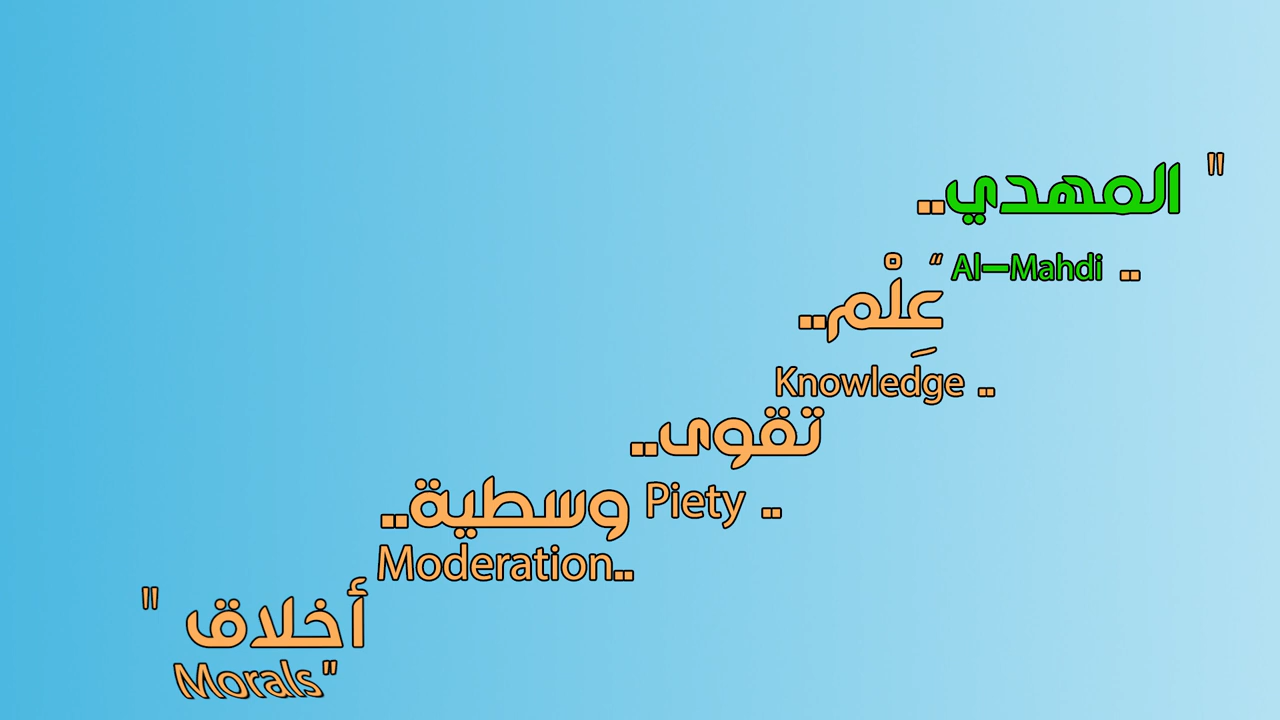 " المهدي..
“ Al-Mahdi ..
عِلْم..
Knowledge ..
تقوى..
Piety ..
وسطية..
Moderation..
أخلاق "
Morals"